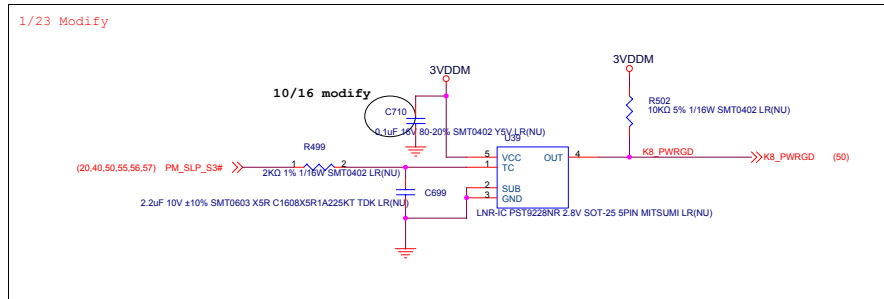 1/23 Modify
3VDDM
3VDDM
10/16 modify
C710
0.1uF 16V 80-20% SMT0402 Y5V LR(NU)
R502
10KΩ 5% 1/16W SMT0402 LR(NU)
U39
R499
5 VCC OUT 4 K8_PWRGD K8_PWRGD (50)
(20,40,50,55,56,57) PM_SLP_S3# 1 2 1 TC
2KΩ 1% 1/16W SMT0402 LR(NU)
C699
2 SUB
3 GND
2.2uF 10V ±10% SMT0603 X5R C1608X5R1A225KT TDK LR(NU)
LNR-IC PST9228NR 2.8V SOT-25 5PIN MITSUMI LR(NU)